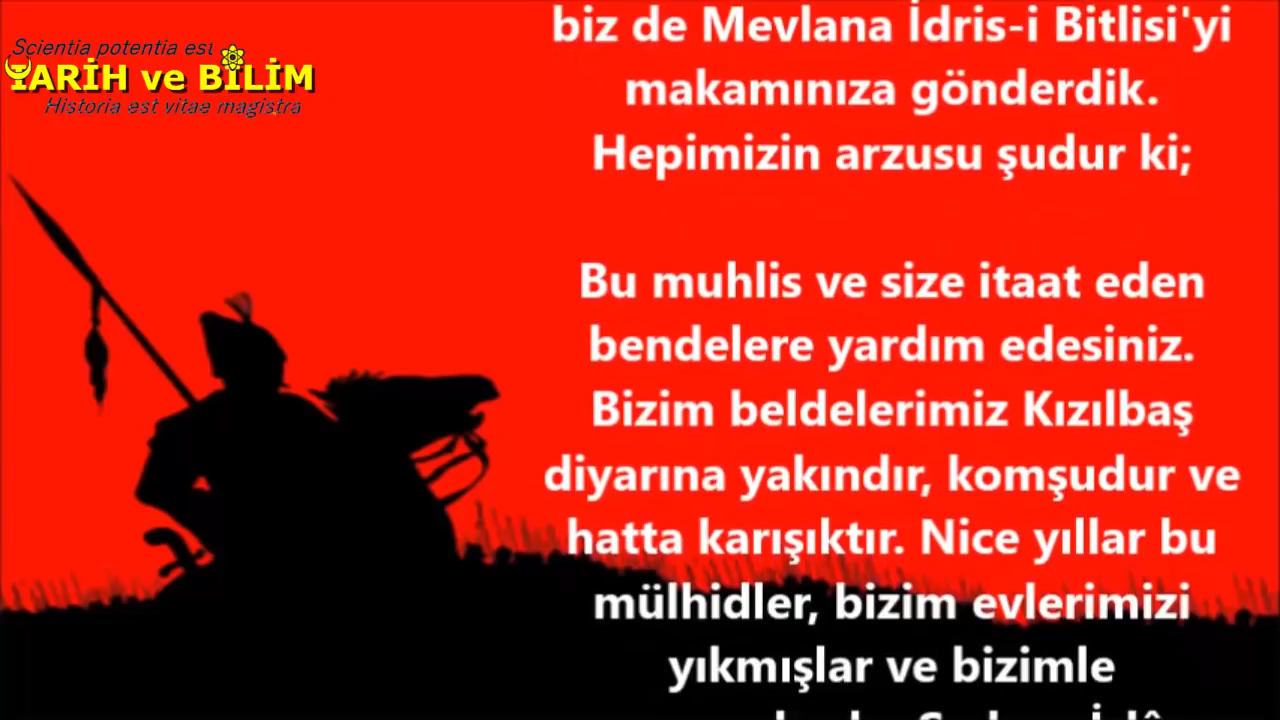 Scientia potentia est
TARİH ve BİLİM
Historia est vitae magistra
biz de Mevlana İdris-i Bitlisi'yi
makamınıza gönderdik.
Hepimizin arzusu şudur ki;
Bu muhlis ve size itaat eden
bendelere yardım edesiniz.
Bizim beldelerimiz Kızılbaş
diyarına yakındır, komşudur ve
hatta karışıktır. Nice yıllar bu
mülhidler, bizim evlerimizi
yıkmışlar ve bizimle